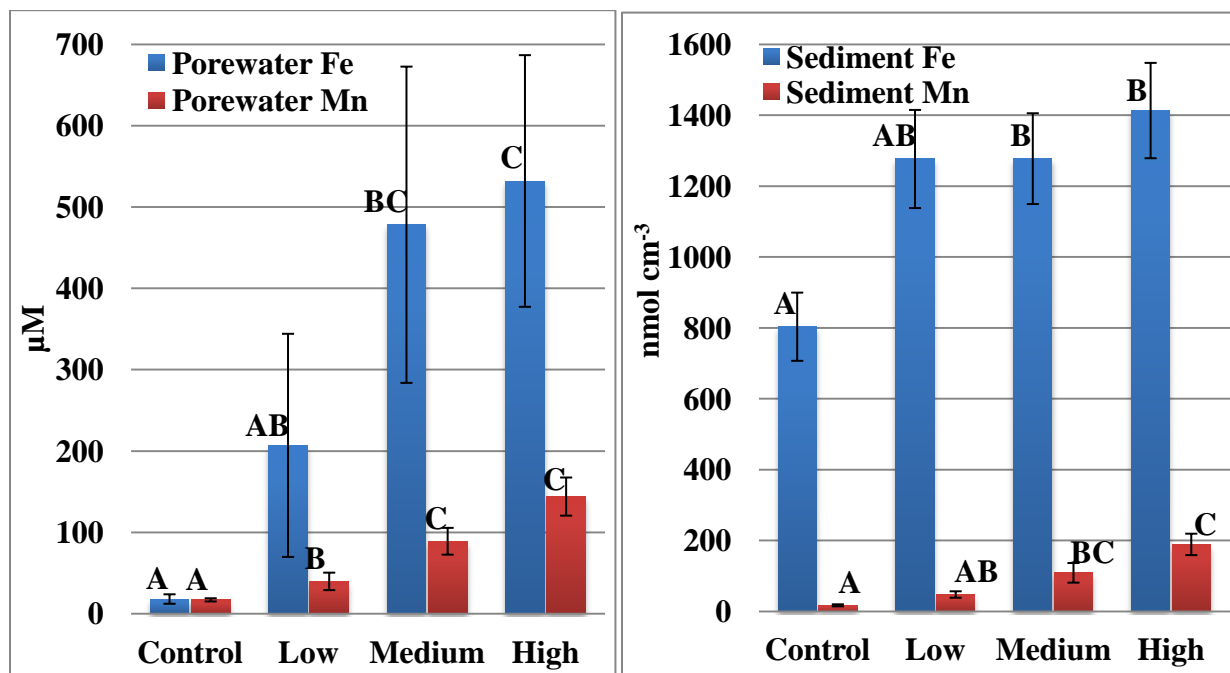 700
600
500
400
300
200
100
0
µM
Porewater Fe
Porewater Mn
A
A
AB
B
BC
C
C
C
Control
Low
Medium
High
1600
1400
1200
1000
800
600
400
200
0
nmol cm-3
Sediment Fe
Sediment Mn
A
A
AB
AB
B
BC
B
C
Control
Low
Medium
High